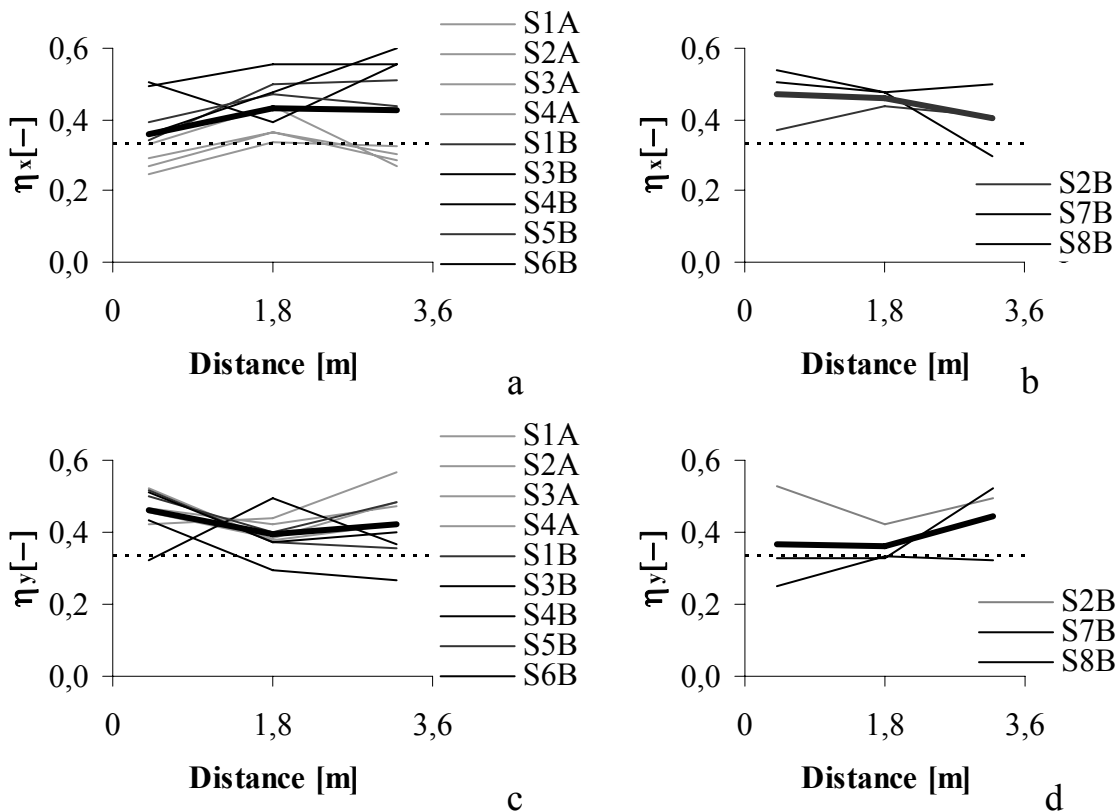 S1A
S2A
S3A
S4A
S1B
S3B
S4B
S5B
S6B
0,6
0,4
0,2
0,0
ηx[–]
0
1,8
3,6
Distance [m]
a
0,6
0,4
0,2
0,0
ηx[–]
S2B
S7B
S8B
0
1,8
3,6
Distance [m]
b
S1A
S2A
S3A
S4A
S1B
S3B
S4B
S5B
S6B
0,6
0,4
0,2
0,0
ηy[–]
0
1,8
3,6
Distance [m]
c
0,6
0,4
0,2
0,0
ηy[–]
S2B
S7B
S8B
0
1,8
3,6
Distance [m]
d